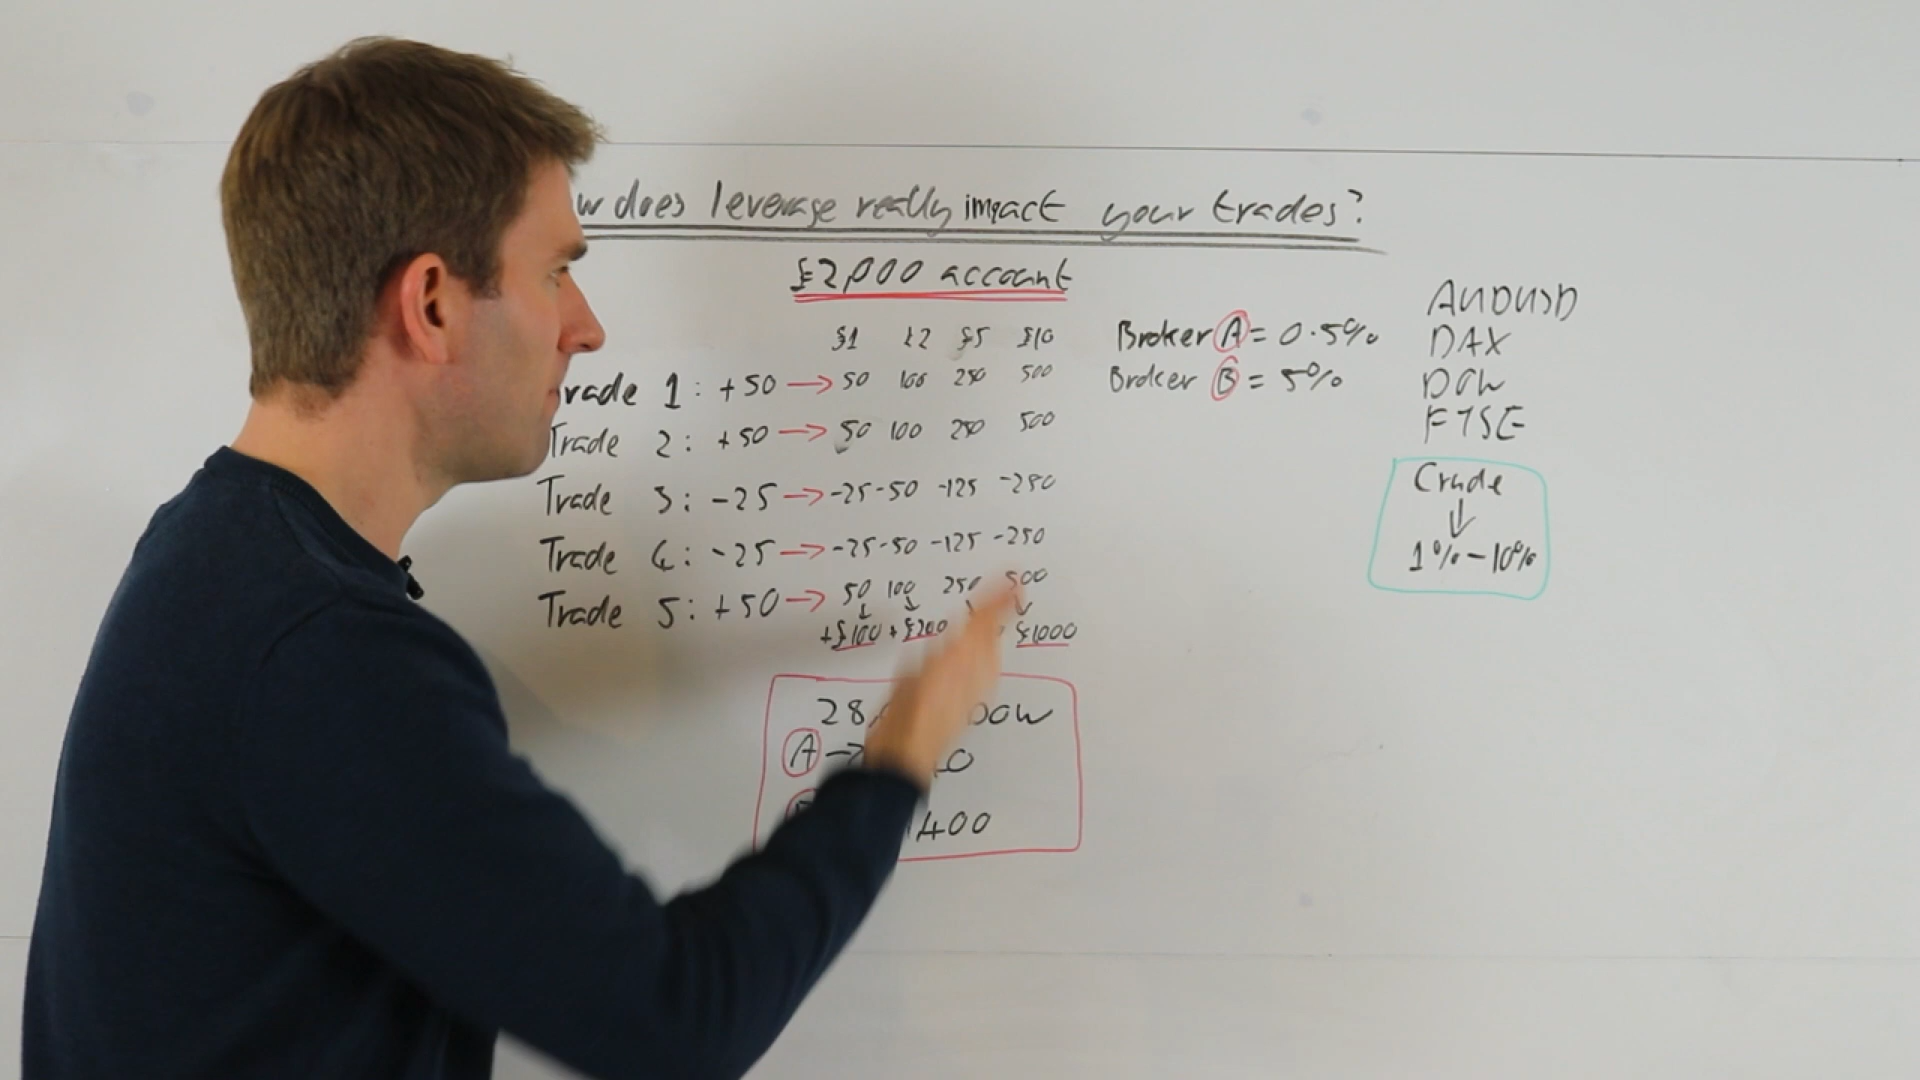 does leverage really impact your trades?
£2,000 account
£1 £2 £5 £10
Trade 1: +50 → 50 100 250 500
Trade 2: +50 → 50 100 250 500
Trade 3: -25 → -25 -50 -125 -250
Trade 4: -25 → -25 -50 -125 -250
Trade 5: +50 → 50 100 250 500
+£100 +£200 £1000
28, DOW
A →
400
Broker A = 0.5%
Broker B = 5%
AUDUSD
DAX
DOW
FTSE
Crude
↓
1% - 10%